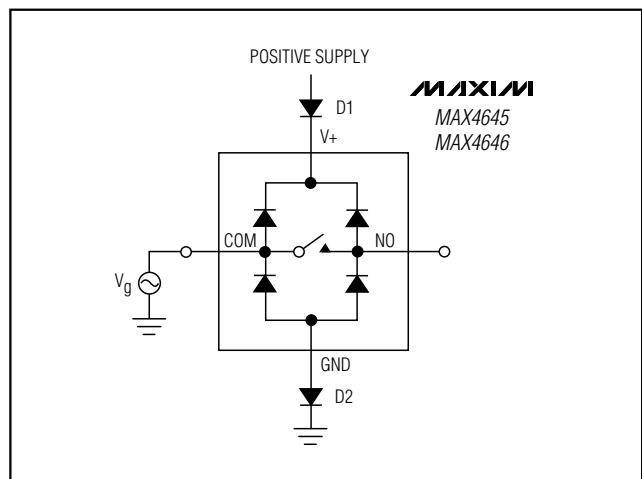 POSITIVE SUPPLY
MAXIM
D1
MAX4645
V+
MAX4646
COM
NO
Vg
GND
D2